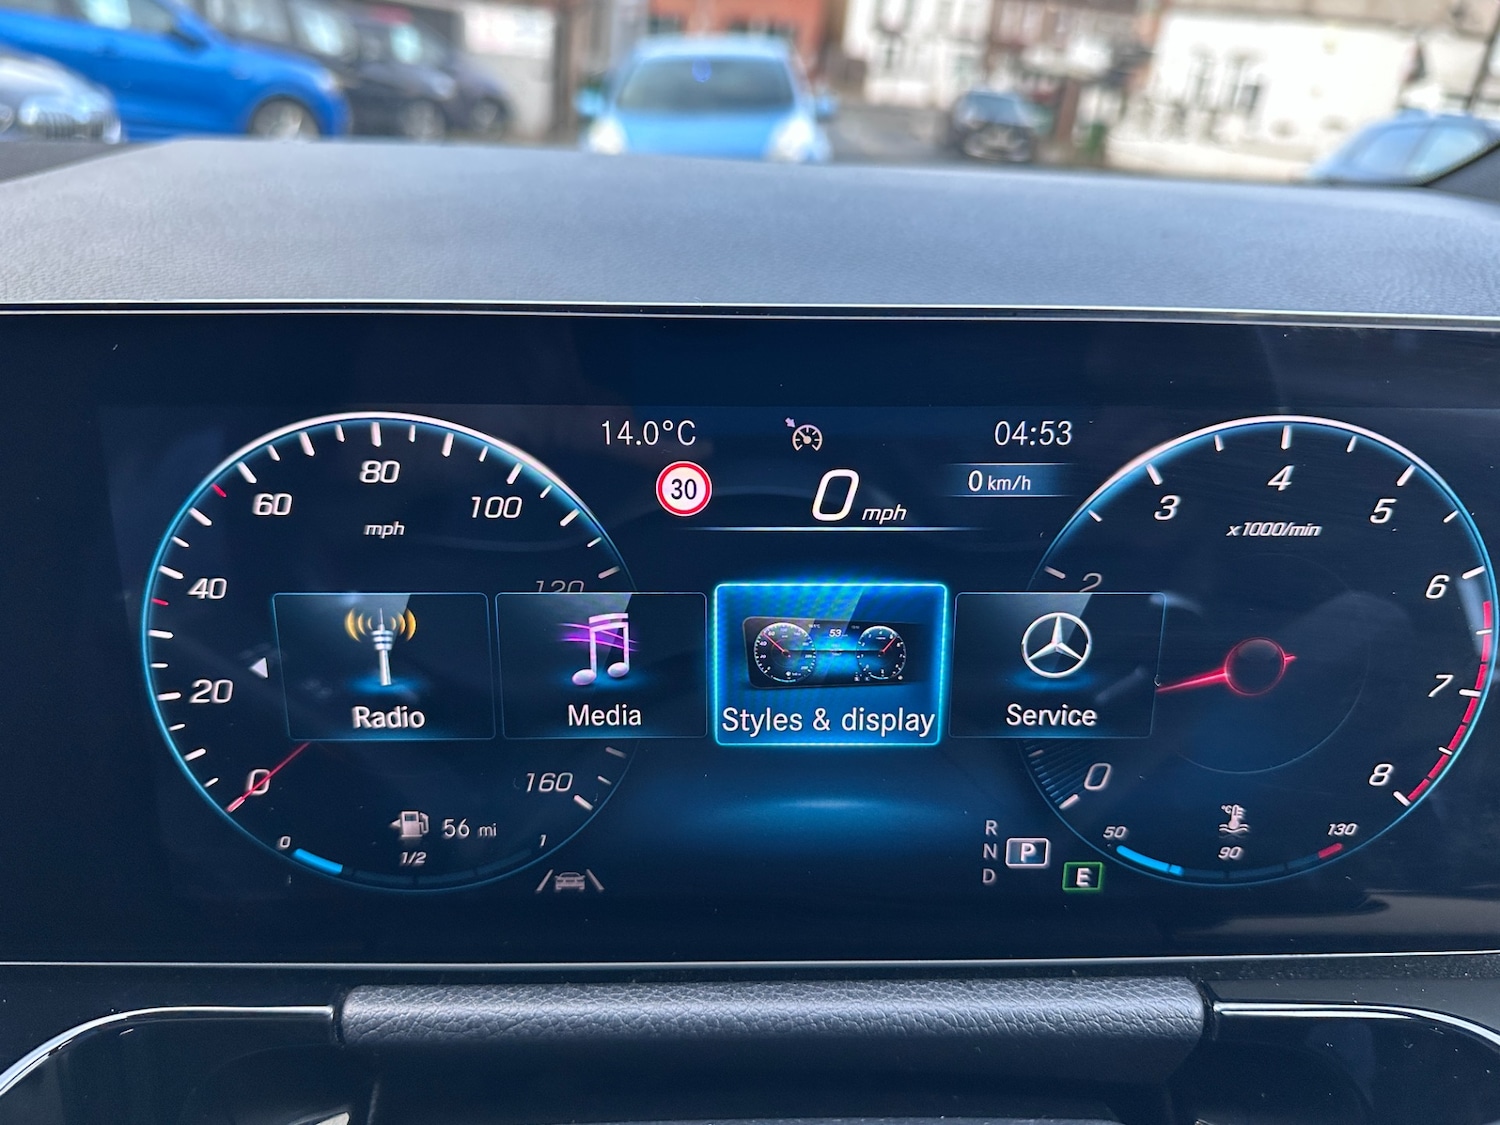 14.0°C
04:53
30
0 mph
0 km/h
80
60
100
mph
40
120
20
0
160
4
3
5
x1000/min
2
6
7
0
8
Radio
Media
Styles & display
Service
56 mi
0
1/2
1
R
N
D
P
E
50
°C
130
90